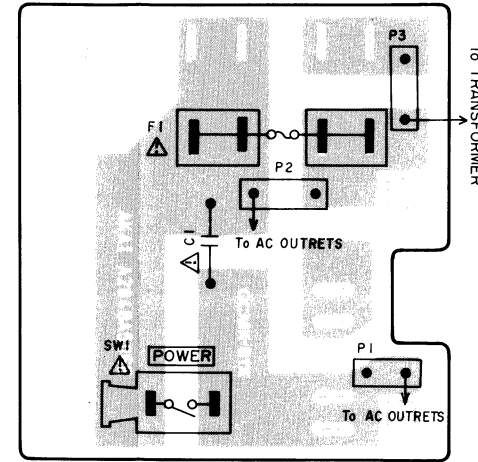 P3
To TRANSFORMER
F1
P2
C1
To AC OUTRETS
SW1
POWER
P1
To AC OUTRETS